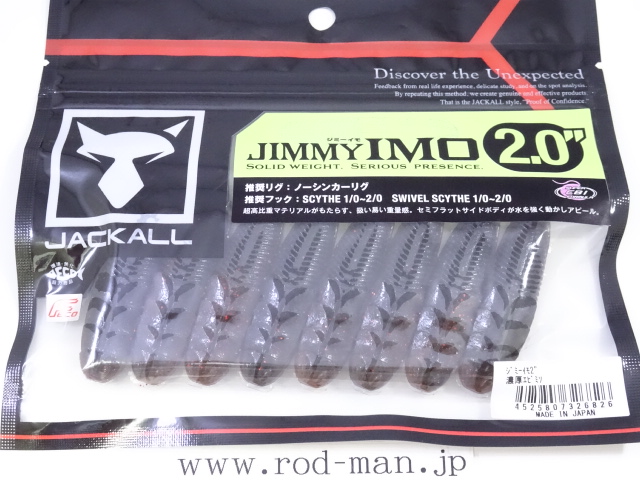 Discover the Unexpected
Feedback from real life experience, delicate study, and on the spot analysis.
By repeating this method, we create genuine and effective products.
That is the JACKALL style. "Proof of Confidence."
ジミーイモ
JIMMY IMO 2.0"
SOLID WEIGHT. SERIOUS PRESENCE.
推奨リグ：ノーシンカーリグ
推奨フック：SCYTHE 1/0~2/0 SWIVEL SCYTHE 1/0~2/0
超高比重マテリアルがもたらす、扱い易い重量感。セミフラットサイドボディが水を強く動かしアピール。
JACKALL
ｼﾞﾐｰｲﾓ2"
濃厚ｴﾋﾞﾐｿ
4525807326826
MADE IN JAPAN
www.rod-man.jp